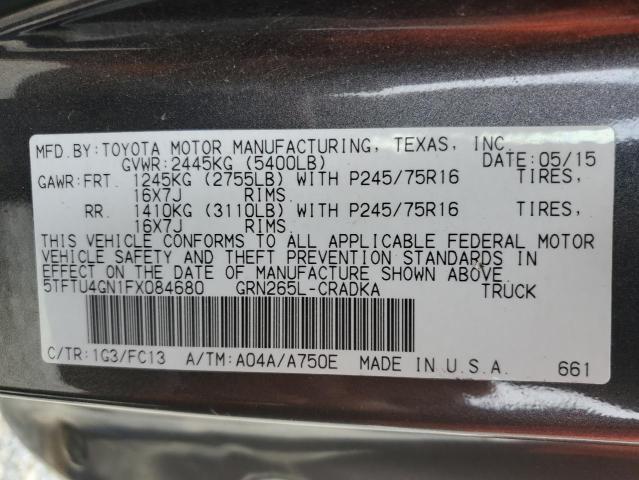 MFD.BY:TOYOTA MOTOR MANUFACTURING, TEXAS, INC.
GVWR:2445KG (5400LB) DATE:05/15
GAWR:FRT. 1245KG (2755LB) WITH P245/75R16 TIRES,
16X7J RIMS.
RR. 1410KG (3110LB) WITH P245/75R16 TIRES,
16X7J RIMS.
THIS VEHICLE CONFORMS TO ALL APPLICABLE FEDERAL MOTOR
VEHICLE SAFETY AND THEFT PREVENTION STANDARDS IN
EFFECT ON THE DATE OF MANUFACTURE SHOWN ABOVE.
5TFTU4GN1FX084680 GRN265L-CRADKA TRUCK
C/TR:1G3/FC13 A/TM:A04A/A750E MADE IN U.S.A. 661